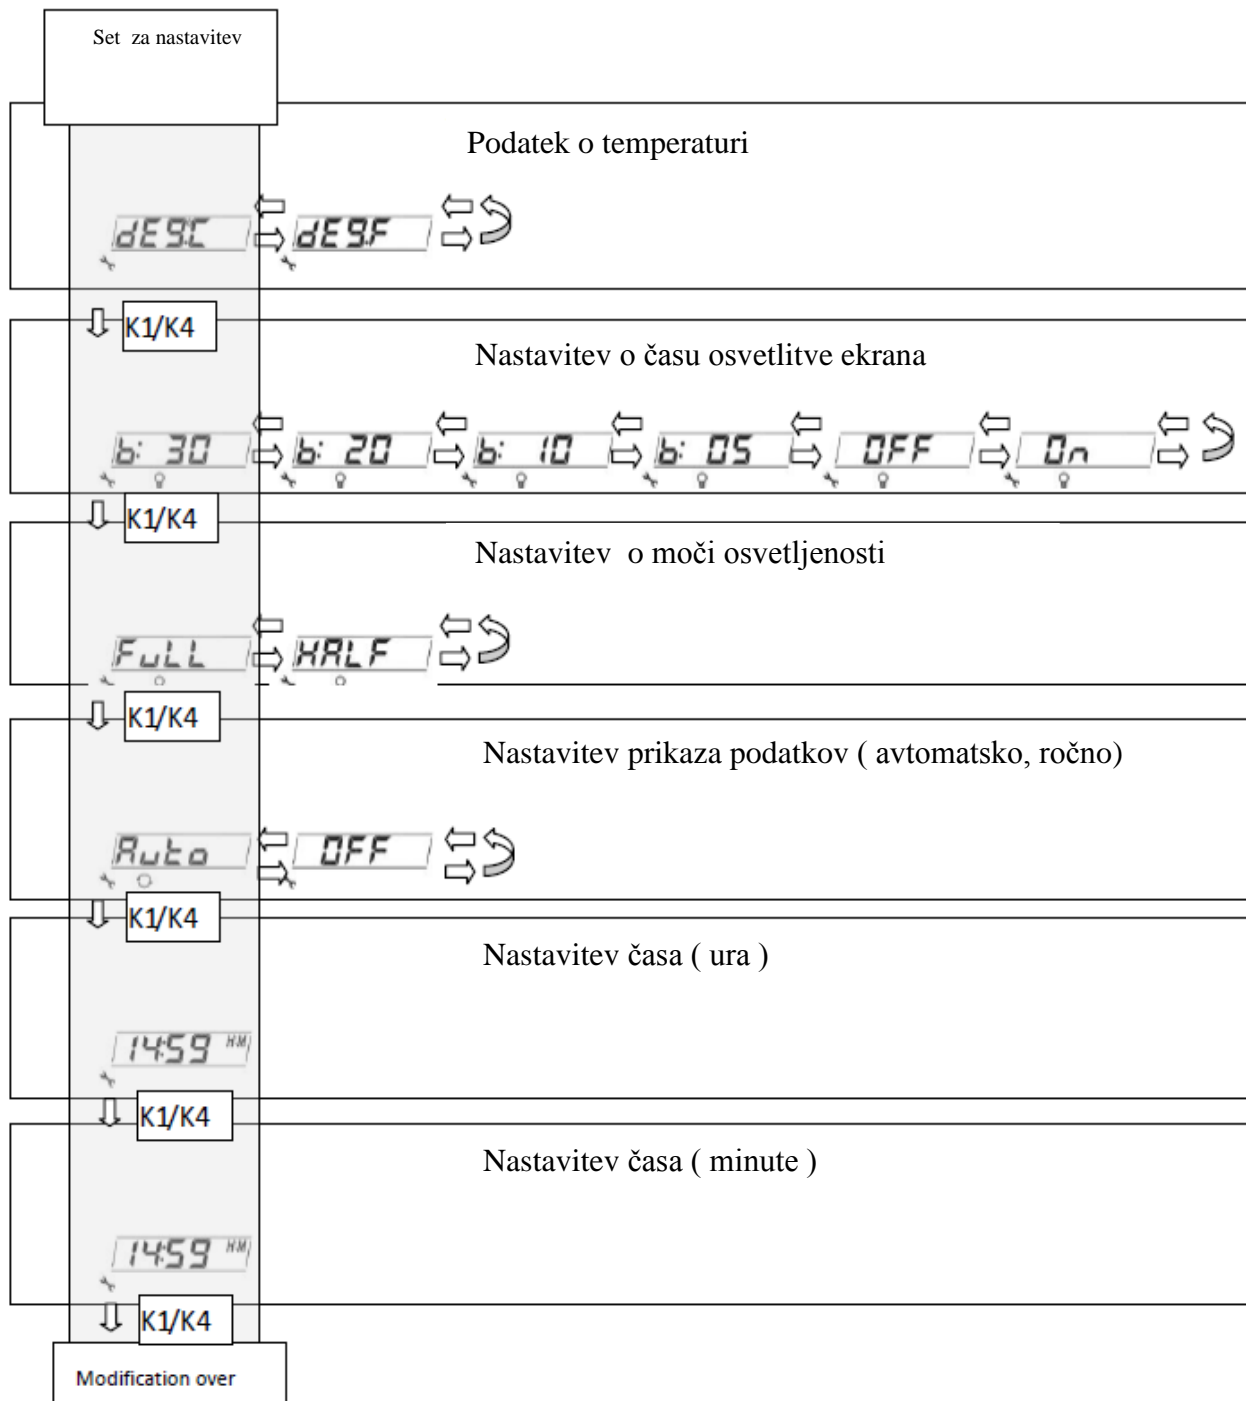 Set za nastavitev
Podatek o temperaturi
dEg.C dEg.F
K1/K4
Nastavitev o času osvetlitve ekrana
b: 30 b: 20 b: 10 b: 05 OFF On
K1/K4
Nastavitev o moči osvetljenosti
FuLL HALF
K1/K4
Nastavitev prikaza podatkov ( avtomatsko, ročno)
Auto OFF
K1/K4
Nastavitev časa ( ura )
14:59 HM
K1/K4
Nastavitev časa ( minute )
14:59 HM
K1/K4
Modification over